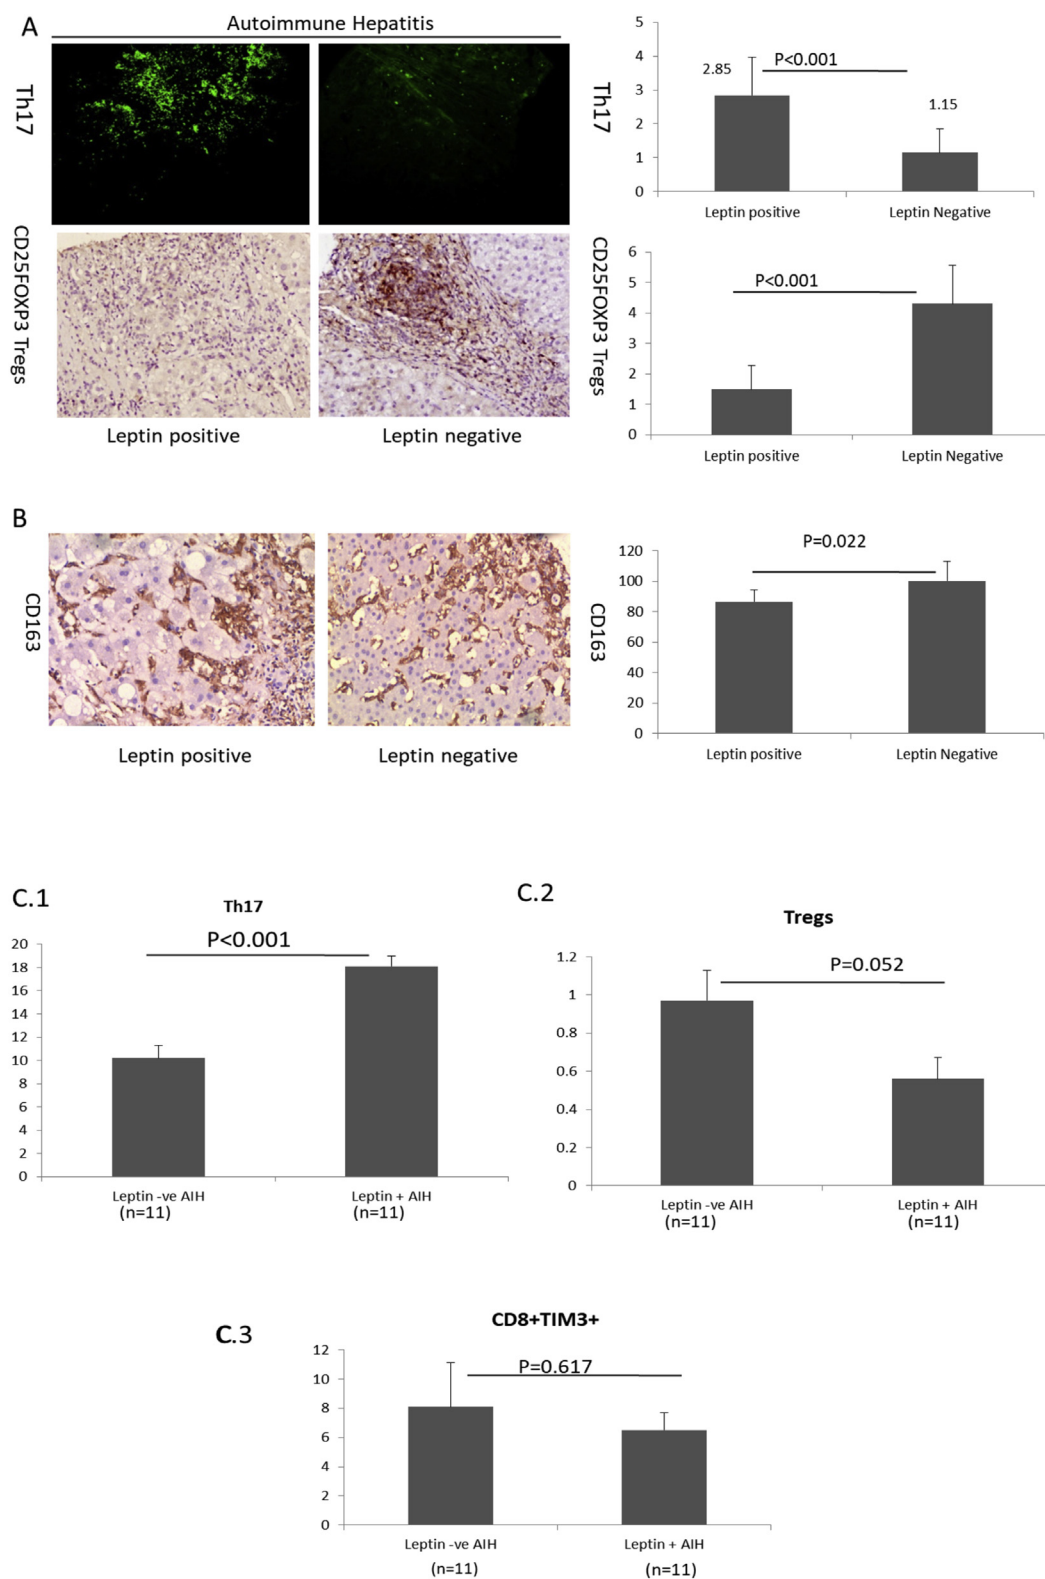 A
Autoimmune Hepatitis
Th17
CD25FOXP3 Tregs
Leptin positive
Leptin negative
Th17
5
4
3
2
1
0
2.85
P<0.001
1.15
Leptin positive
Leptin Negative
CD25FOXP3 Tregs
6
5
4
3
2
1
0
P<0.001
Leptin positive
Leptin Negative
B
CD163
Leptin positive
Leptin negative
CD163
120
100
80
60
40
20
0
P=0.022
Leptin positive
Leptin Negative
C.1
Th17
P<0.001
20
18
16
14
12
10
8
6
4
2
0
Leptin -ve AIH
(n=11)
Leptin + AIH
(n=11)
C.2
Tregs
P=0.052
1.2
1
0.8
0.6
0.4
0.2
0
Leptin -ve AIH
(n=11)
Leptin + AIH
(n=11)
C.3
CD8+TIM3+
P=0.617
12
10
8
6
4
2
0
Leptin -ve AIH
(n=11)
Leptin + AIH
(n=11)